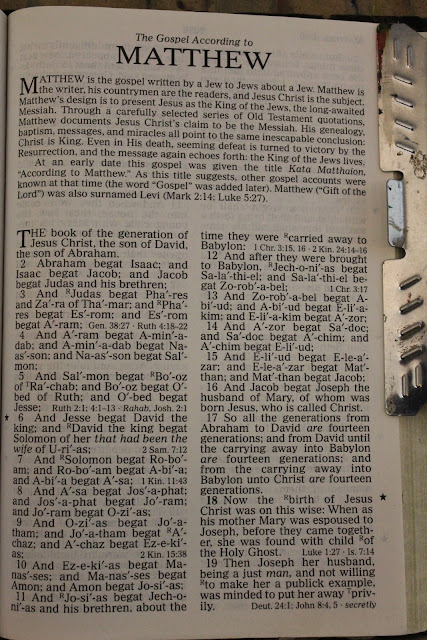 The Gospel According to
MATTHEW
MATTHEW is the gospel written by a Jew to Jews about a Jew. Matthew is
the writer, his countrymen are the readers, and Jesus Christ is the subject.
Matthew's design is to present Jesus as the King of the Jews, the long-awaited
Messiah. Through a carefully selected series of Old Testament quotations,
Matthew documents Jesus Christ's claim to be the Messiah. His genealogy,
baptism, messages, and miracles all point to the same inescapable conclusion:
Christ is King. Even in His death, seeming defeat is turned to victory by the
Resurrection, and the message again echoes forth: the King of the Jews lives.
At an early date this gospel was given the title Kata Matthaion,
"According to Matthew." As this title suggests, other gospel accounts were
known at that time (the word "Gospel" was added later). Matthew ("Gift of the
Lord") was also surnamed Levi (Mark 2:14; Luke 5:27).
THE book of the generation of
Jesus Christ, the son of David,
the son of Abraham.
2 Abraham begat Isaac; and
Isaac begat Jacob; and Jacob
begat Judas and his brethren;
3 And ᴿJudas begat Pha′res
and Za′ra of Tha′mar; and ᴿPha′-
res begat Es′rom; and Es′rom
begat A′ram; Gen. 38:27 · Ruth 4:18–22
4 And A′ram begat A-min′a-
dab; and A-min′a-dab begat Na-
as′-son; and Na-as′-son begat Sal′-
mon;
5 And Sal′mon begat ᴿBo′oz
of ᵀRa′chab; and Bo′oz begat O′-
bed of Ruth; and O′bed begat
Jesse; Ruth 2:1; 4:1–13 · Rahab, Josh. 2:1
★ 6 And Jesse begat David the
king; and ᴿDavid the king begat
Solomon of her that had been the
wife of U-ri′-as; 2 Sam. 7:12
7 And ᴿSolomon begat Ro-bo′-
am; and Ro-bo′-am begat A-bi′-a;
and A-bi′-a begat A′sa; 1 Kin. 11:43
8 And A′sa begat Jos′a-phat;
and Jos′a-phat begat Jo′ram;
and Jo′ram begat O-zi′-as;
9 And O-zi′-as begat Jo′a-
tham; and Jo′a-tham begat ᴿA′-
chaz; and A′-chaz begat Ez-e-ki′-
as; 2 Kin. 15:38
10 And Ez-e-ki′-as begat Ma-
nas′-ses; and Ma-nas′-ses begat
Amon; and Amon begat Jo-si′-as;
11 And ᴿJo-si′-as begat Jech-o-
ni′-as and his brethren, about the
time they were ᴿcarried away to
Babylon: 1 Chr. 3:15, 16 · 2 Kin. 24:14–16
12 And after they were brought
to Babylon, ᴿJech-o-ni′-as begat
Sa-la′-thi-el; and Sa-la′-thi-el be-
gat Zo-rob′-a-bel; 1 Chr. 3:17
13 And Zo-rob′-a-bel begat A-
bi′-ud; and A-bi′-ud begat E-li′-a-
kim; and E-li′-a-kim begat A′-zor;
14 And A′-zor begat Sa′-doc;
and Sa′-doc begat A′-chim; and
A′-chim begat E-li′-ud;
15 And E-li′-ud begat E-le-a′-
zar; and E-le-a′-zar begat Mat′-
than; and Mat′-than begat Jacob;
16 And Jacob begat Joseph the
husband of Mary, of whom was
born Jesus, who is called Christ.
17 So all the generations from
Abraham to David are fourteen
generations; and from David until
the carrying away into Babylon
are fourteen generations; and
from the carrying away into
Babylon unto Christ are fourteen
generations.
18 Now the ᴿbirth of Jesus ★
Christ was on this wise: When as
his mother Mary was espoused to
Joseph, before they came togeth-
er, she was found with child ᴿof
the Holy Ghost. Luke 1:27 · Is. 7:14
19 Then Joseph her husband,
being a just man, and not willing
ᴿto make her a publick example,
was minded to put her away ᵀpriv-
ily. Deut. 24:1; John 8:4, 5 · secretly